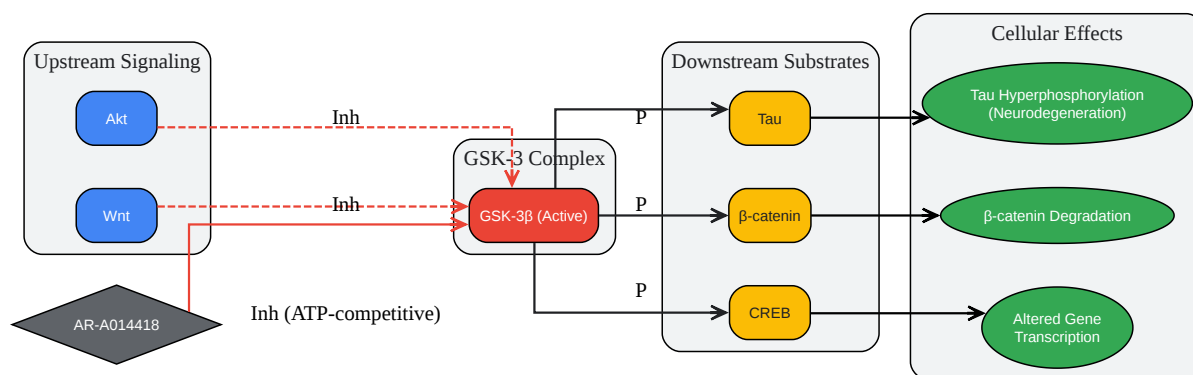 Upstream Signaling
Akt
Wnt
AR-A014418
Inh
Inh
Inh (ATP-competitive)
GSK-3 Complex
GSK-3β (Active)
P
P
P
Downstream Substrates
Tau
β-catenin
CREB
Cellular Effects
Tau Hyperphosphorylation
(Neurodegeneration)
β-catenin Degradation
Altered Gene
Transcription